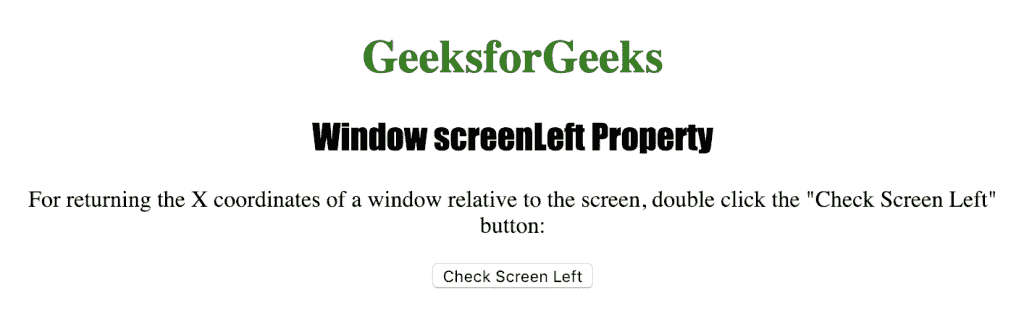 GeeksforGeeks
Window screenLeft Property
For returning the X coordinates of a window relative to the screen, double click the "Check Screen Left"
button:
Check Screen Left